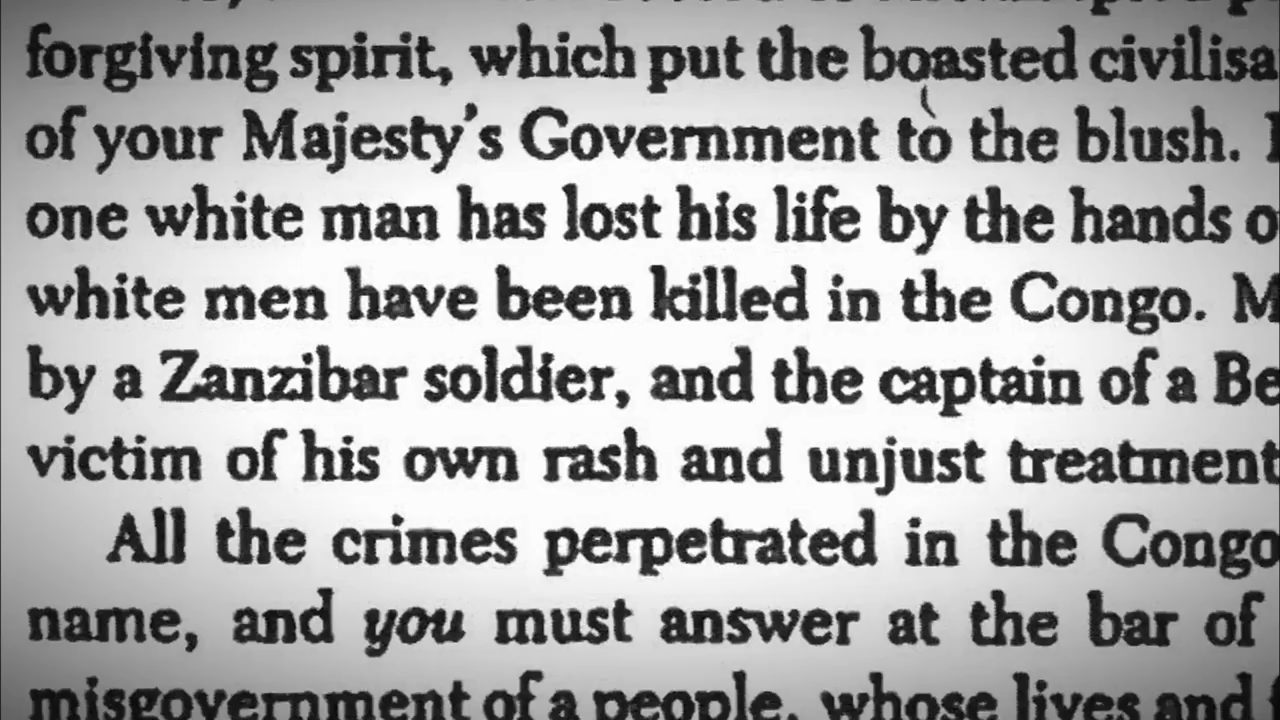 forgiving spirit, which put the boasted civilisa
of your Majesty's Government to the blush.
one white man has lost his life by the hands o
white men have been killed in the Congo. M
by a Zanzibar soldier, and the captain of a Be
victim of his own rash and unjust treatment
All the crimes perpetrated in the Congo
name, and you must answer at the bar of
misgovernment of a people, whose lives and